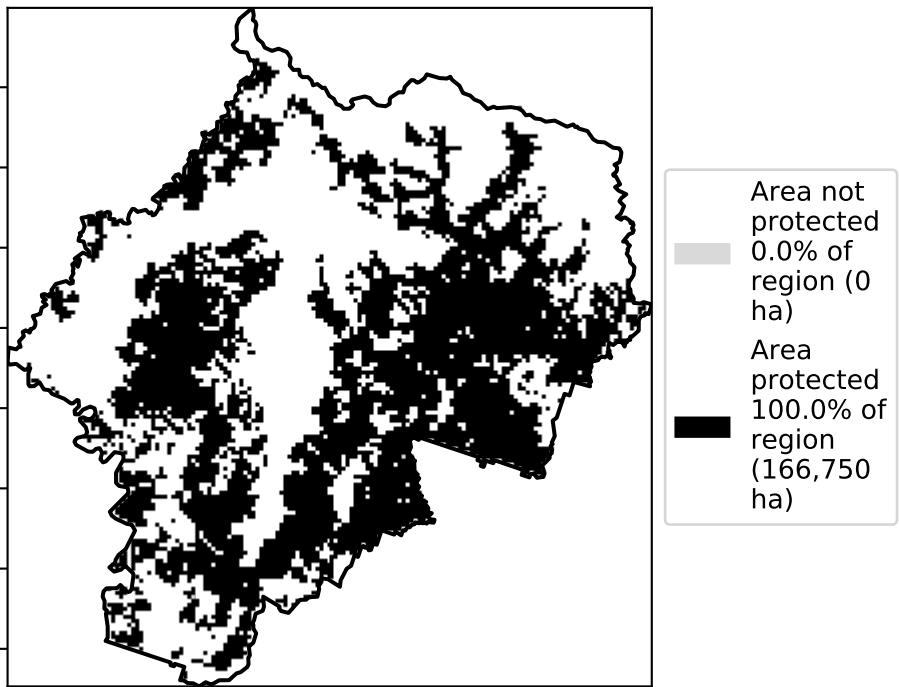 Area not
protected
0.0% of
region (0
ha)
Area
protected
100.0% of
region
(166,750
ha)